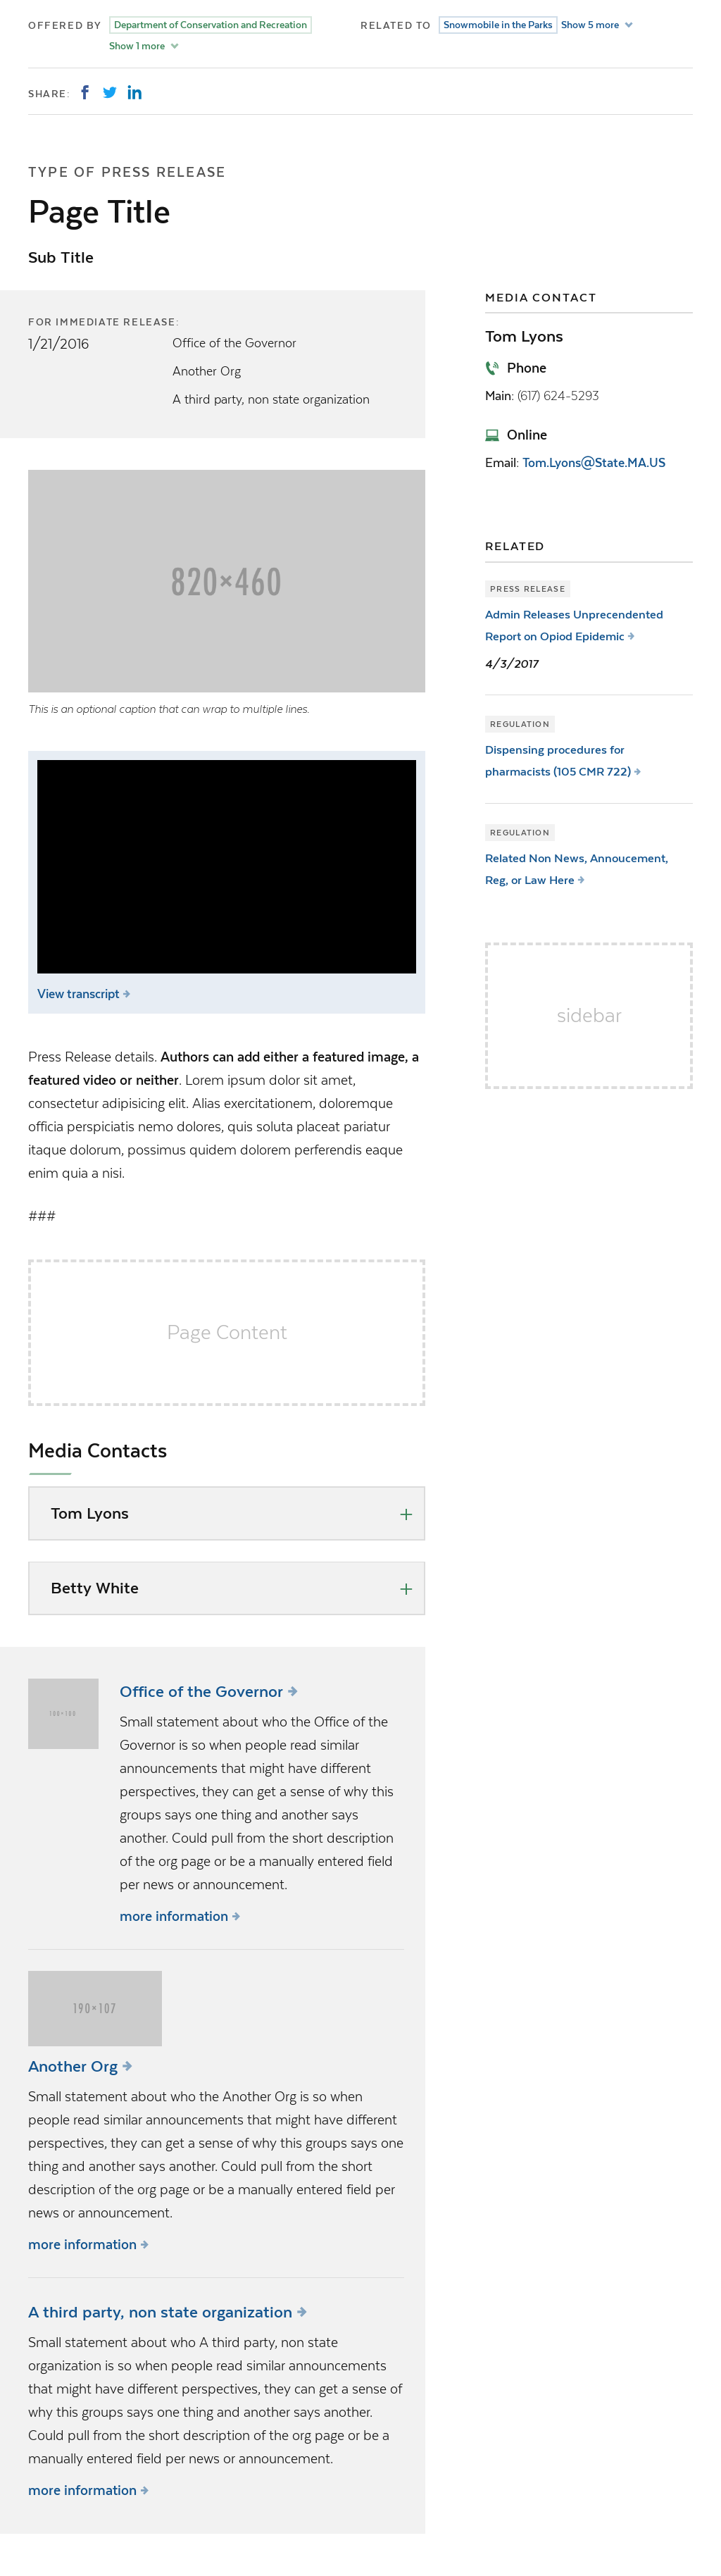 OFFERED BY Department of Conservation and Recreation
Show 1 more
RELATED TO Snowmobile in the Parks Show 5 more
SHARE:
TYPE OF PRESS RELEASE
Page Title
Sub Title
FOR IMMEDIATE RELEASE:
1/21/2016
Office of the Governor
Another Org
A third party, non state organization
820×460
This is an optional caption that can wrap to multiple lines.
View transcript
Press Release details. Authors can add either a featured image, a
featured video or neither. Lorem ipsum dolor sit amet,
consectetur adipisicing elit. Alias exercitationem, doloremque
officia perspiciatis nemo dolores, quis soluta placeat pariatur
itaque dolorum, possimus quidem dolorem perferendis eaque
enim quia a nisi.
###
Page Content
Media Contacts
Tom Lyons
Betty White
100×100
Office of the Governor
Small statement about who the Office of the
Governor is so when people read similar
announcements that might have different
perspectives, they can get a sense of why this
groups says one thing and another says
another. Could pull from the short description
of the org page or be a manually entered field
per news or announcement.
more information
190×107
Another Org
Small statement about who the Another Org is so when
people read similar announcements that might have different
perspectives, they can get a sense of why this groups says one
thing and another says another. Could pull from the short
description of the org page or be a manually entered field per
news or announcement.
more information
A third party, non state organization
Small statement about who A third party, non state
organization is so when people read similar announcements
that might have different perspectives, they can get a sense of
why this groups says one thing and another says another.
Could pull from the short description of the org page or be a
manually entered field per news or announcement.
more information
MEDIA CONTACT
Tom Lyons
Phone
Main: (617) 624-5293
Online
Email: Tom.Lyons@State.MA.US
RELATED
PRESS RELEASE
Admin Releases Unprecendented
Report on Opiod Epidemic
4/3/2017
REGULATION
Dispensing procedures for
pharmacists (105 CMR 722)
REGULATION
Related Non News, Annoucement,
Reg, or Law Here
sidebar